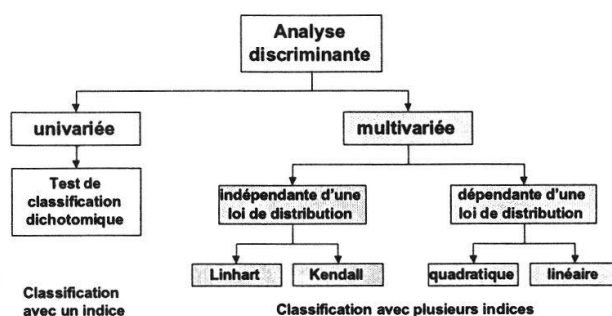 Analyse
discriminante
univariée
multivariée
Test de
classification
dichotomique
indépendante d'une
loi de distribution
dépendante d'une
loi de distribution
Linhart
Kendall
quadratique
linéaire
Classification
avec un indice
Classification avec plusieurs indices